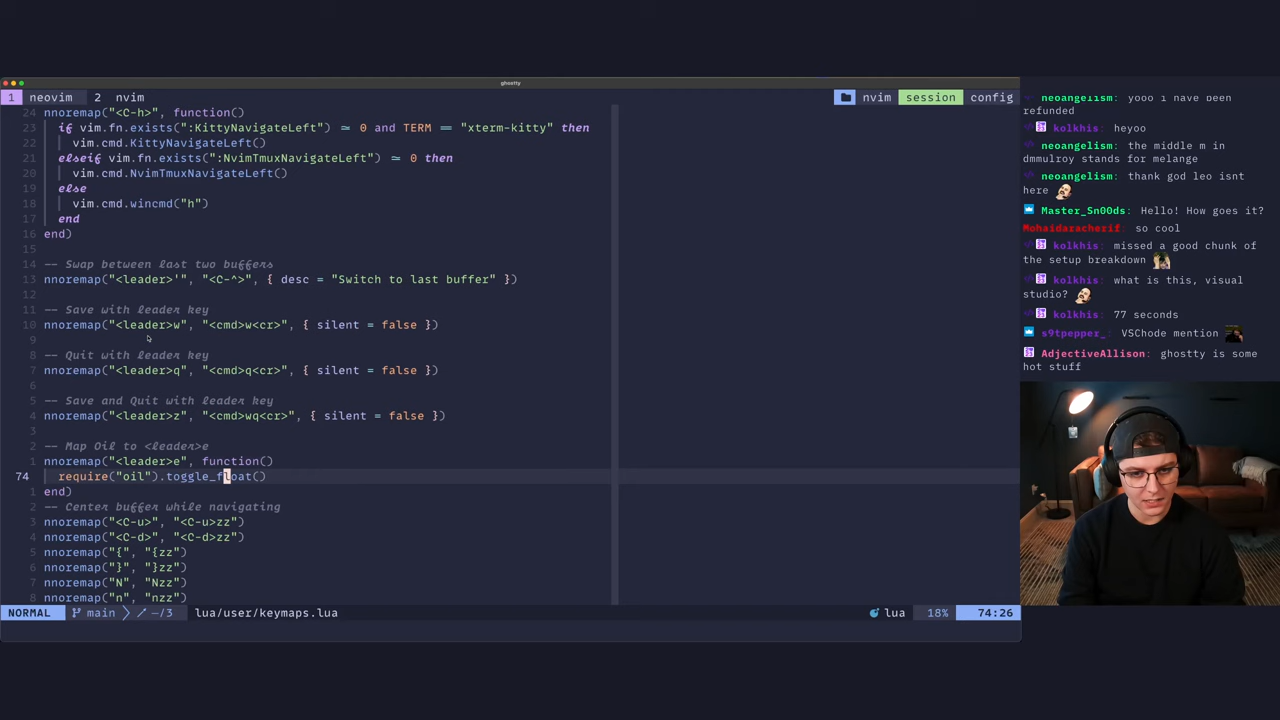 ghostty
1 neovim 2 nvim
nvim session config
24 nnoremap("<C-h>", function()
23 if vim.fn.exists(":KittyNavigateLeft") ~= 0 and TERM == "xterm-kitty" then
22 vim.cmd.KittyNavigateLeft()
21 elseif vim.fn.exists(":NvimTmuxNavigateLeft") ~= 0 then
20 vim.cmd.NvimTmuxNavigateLeft()
19 else
18 vim.cmd.wincmd("h")
17 end
16 end)
15
14 -- Swap between last two buffers
13 nnoremap("<leader>'", "<C-^>", { desc = "Switch to last buffer" })
12
11 -- Save with leader key
10 nnoremap("<leader>w", "<cmd>w<cr>", { silent = false })
9
8 -- Quit with leader key
7 nnoremap("<leader>q", "<cmd>q<cr>", { silent = false })
6
5 -- Save and Quit with leader key
4 nnoremap("<leader>z", "<cmd>wq<cr>", { silent = false })
3
2 -- Map Oil to <leader>e
1 nnoremap("<leader>e", function()
74 require("oil").toggle_float()
1 end)
2 -- Center buffer while navigating
3 nnoremap("<C-u>", "<C-u>zz")
4 nnoremap("<C-d>", "<C-d>zz")
5 nnoremap("{", "{zz")
6 nnoremap("}", "}zz")
7 nnoremap("N", "Nzz")
8 nnoremap("n", "nzz")
NORMAL main ~/3 lua/user/keymaps.lua lua 18% 74:26
neoangelism: yooo i have been
refunded
kolkhis: heyoo
neoangelism: the middle m in
dmmulroy stands for melange
neoangelism: thank god leo isnt
here
Master_Sn00ds: Hello! How goes it?
Mohaidaracherif: so cool
kolkhis: missed a good chunk of
the setup breakdown
kolkhis: what is this, visual
studio?
kolkhis: 77 seconds
s9tpepper_: VSChode mention
AdjectiveAllison: ghostty is some
hot stuff